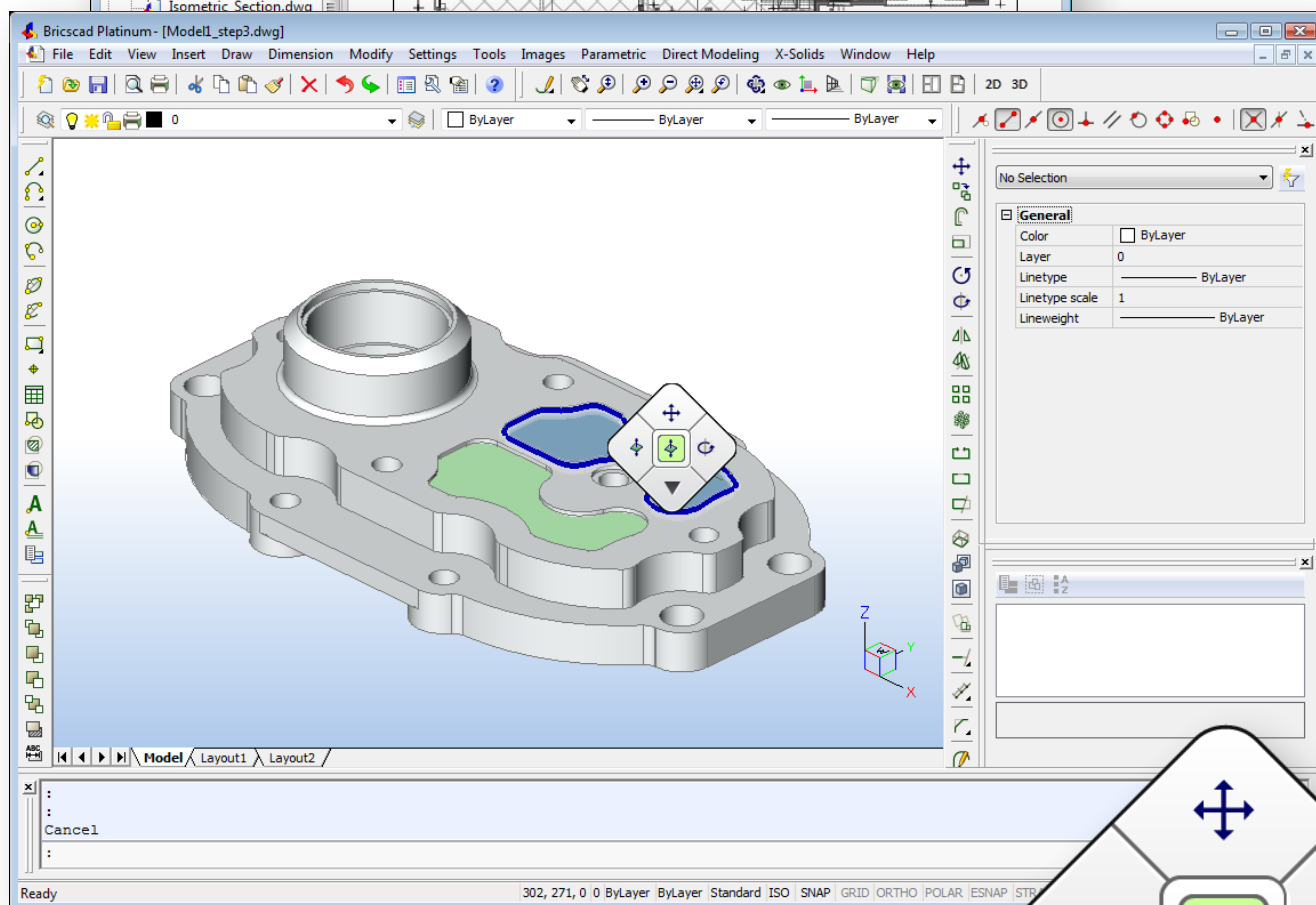 Isometric_Section.dwg
Bricscad Platinum - [Model1_step3.dwg]
File Edit View Insert Draw Dimension Modify Settings Tools Images Parametric Direct Modeling X-Solids Window Help
2D 3D
0 ByLayer ByLayer ByLayer
No Selection
General
Color ByLayer
Layer 0
Linetype ByLayer
Linetype scale 1
Lineweight ByLayer
A
A
A
Z
Z
Y
X
ABC
Model Layout1 Layout2
:
:
Cancel
:
Ready 302, 271, 0 0 ByLayer ByLayer Standard ISO SNAP GRID ORTHO POLAR ESNAP STRA